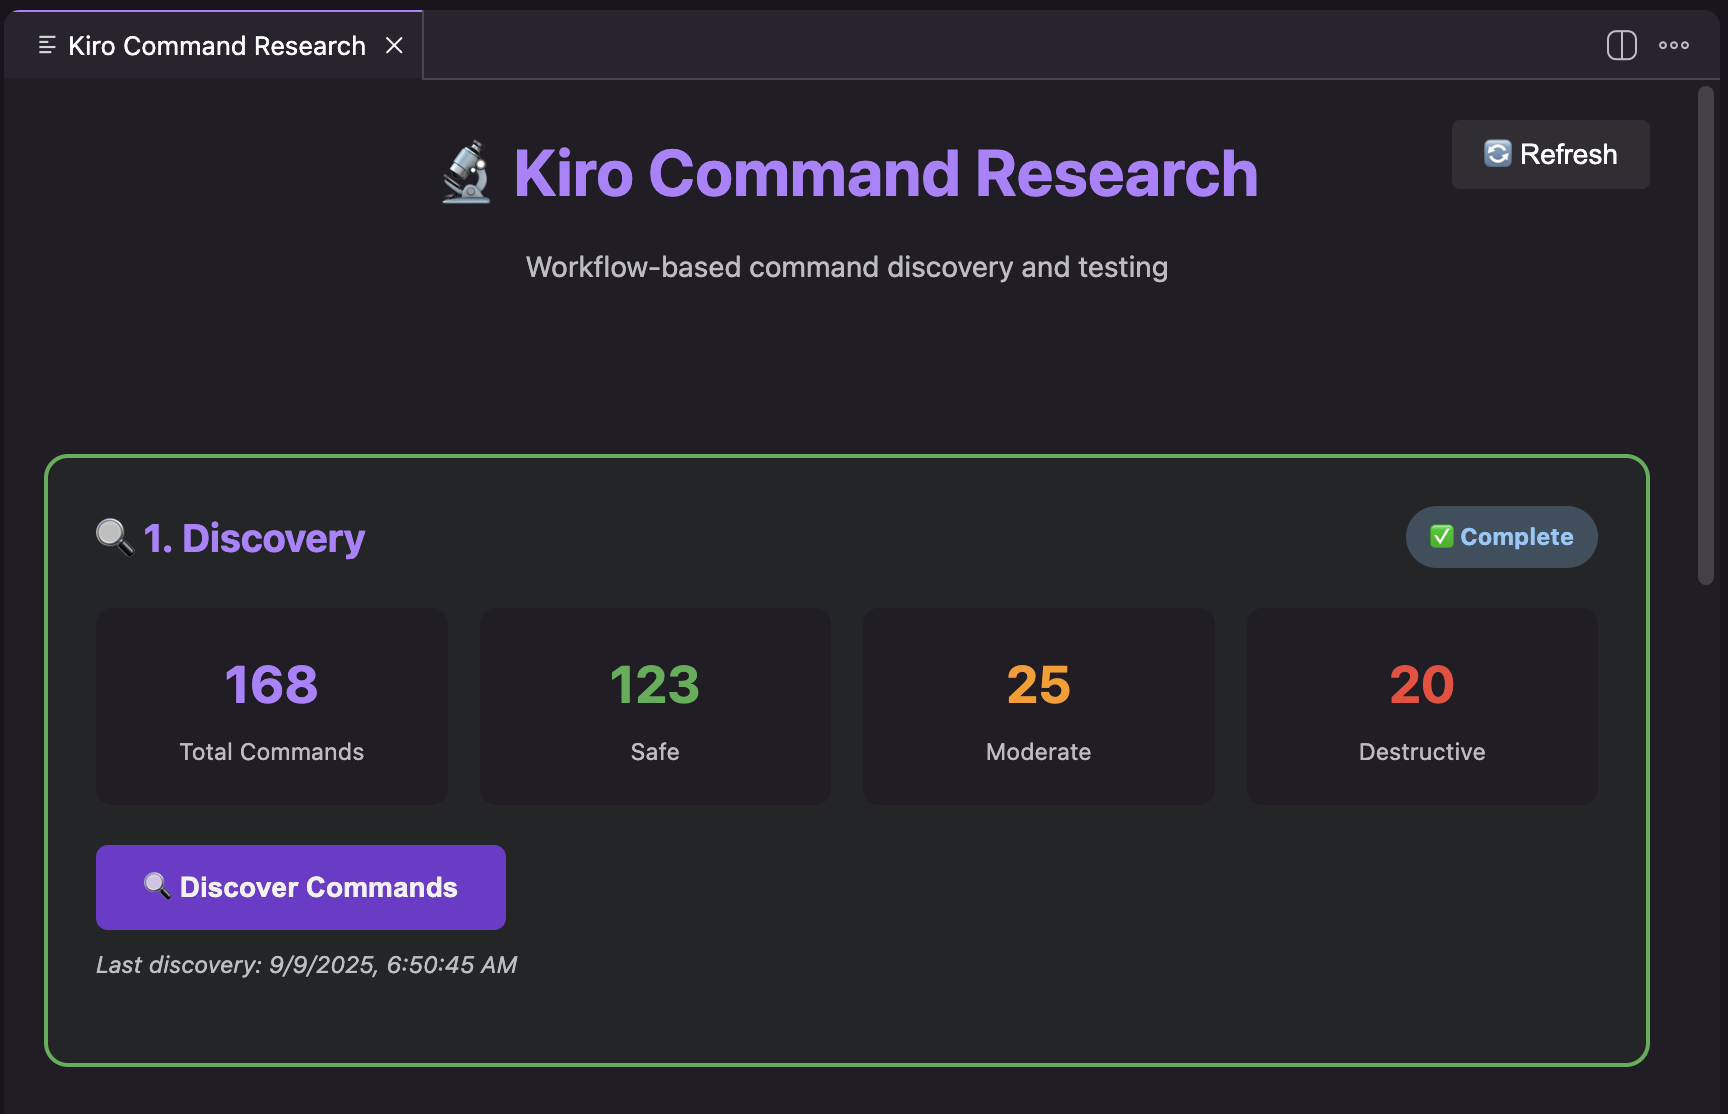 Kiro Command Research
Refresh
Kiro Command Research
Workflow-based command discovery and testing
1. Discovery
Complete
168
Total Commands
123
Safe
25
Moderate
20
Destructive
Discover Commands
Last discovery: 9/9/2025, 6:50:45 AM